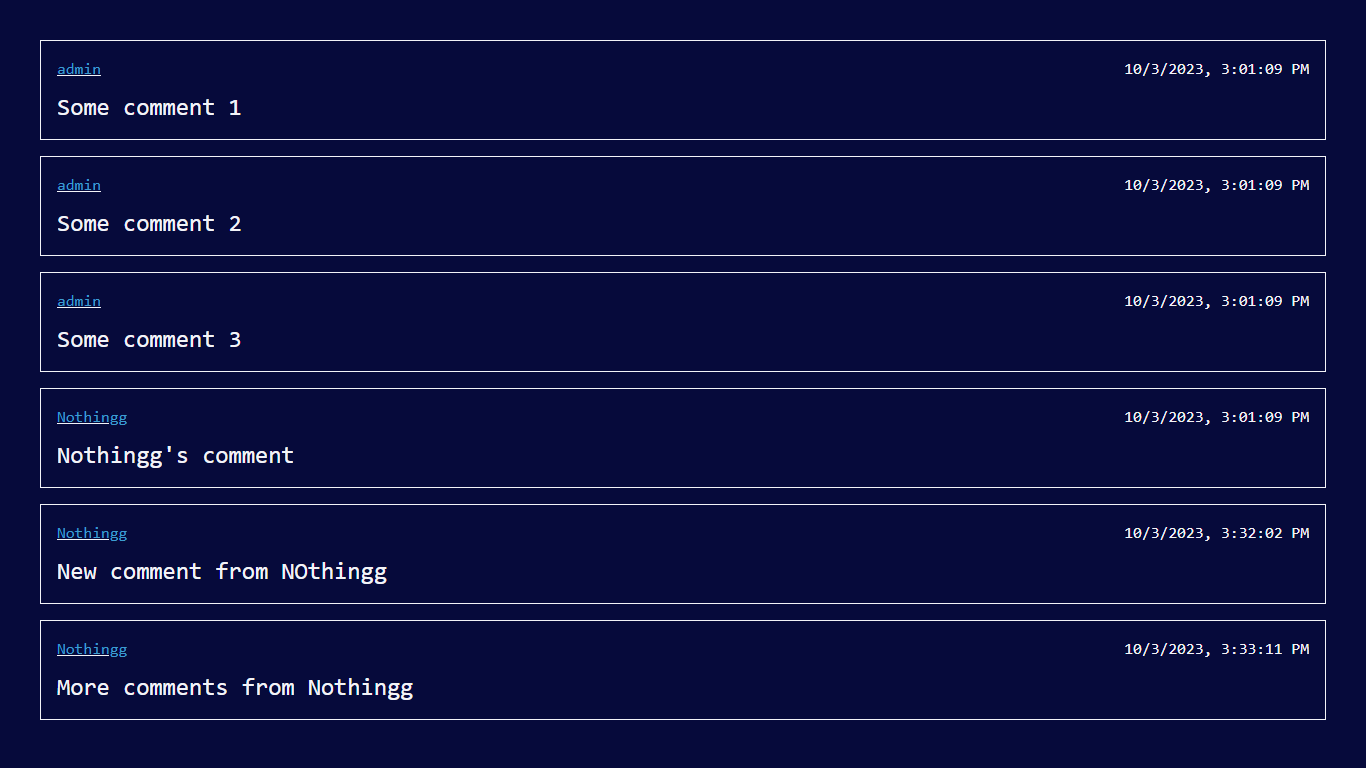 admin 10/3/2023, 3:01:09 PM
Some comment 1
admin 10/3/2023, 3:01:09 PM
Some comment 2
admin 10/3/2023, 3:01:09 PM
Some comment 3
Nothingg 10/3/2023, 3:01:09 PM
Nothingg's comment
Nothingg 10/3/2023, 3:32:02 PM
New comment from NOthingg
Nothingg 10/3/2023, 3:33:11 PM
More comments from Nothingg